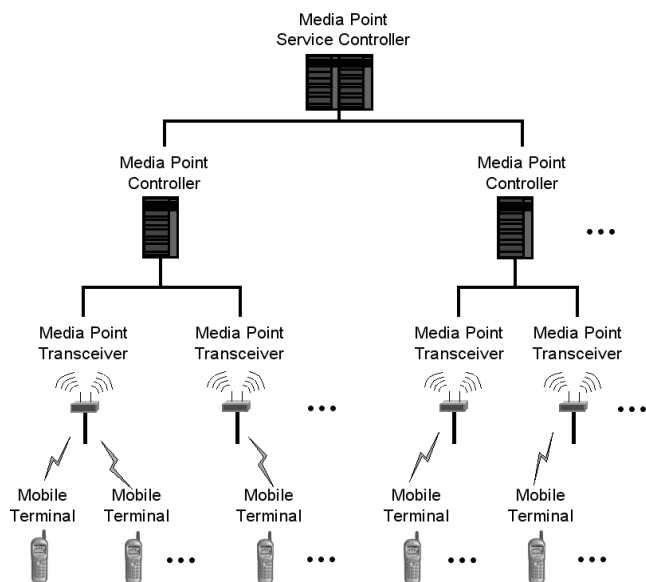 Media Point
Service Controller
Media Point
Controller
Media Point
Controller
...
Media Point
Transceiver
Media Point
Transceiver
Media Point
Transceiver
Media Point
Transceiver
...
...
Mobile
Terminal
Mobile
Terminal
Mobile
Terminal
Mobile
Terminal
Mobile
Terminal
...
...
...
...